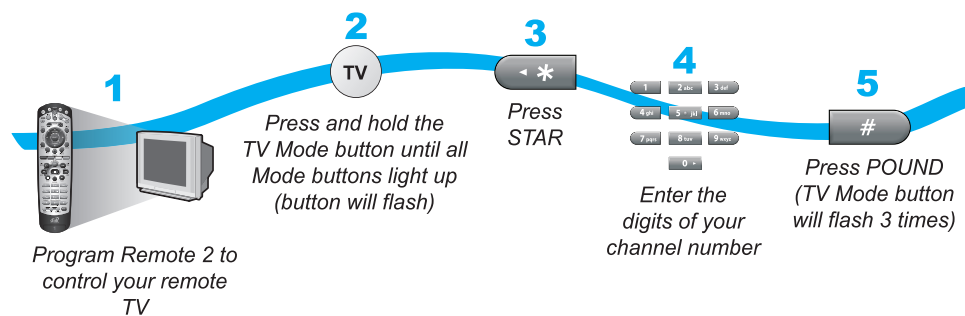 1
Program Remote 2 to
control your remote
TV
2
TV
Press and hold the
TV Mode button until all
Mode buttons light up
(button will flash)
3
*
Press
STAR
4
1 2 abc 3 def
4 ghi 5 jkl 6 mno
7 pqrs 8 tuv 9 wxyz
0
Enter the
digits of your
channel number
5
#
Press POUND
(TV Mode button
will flash 3 times)